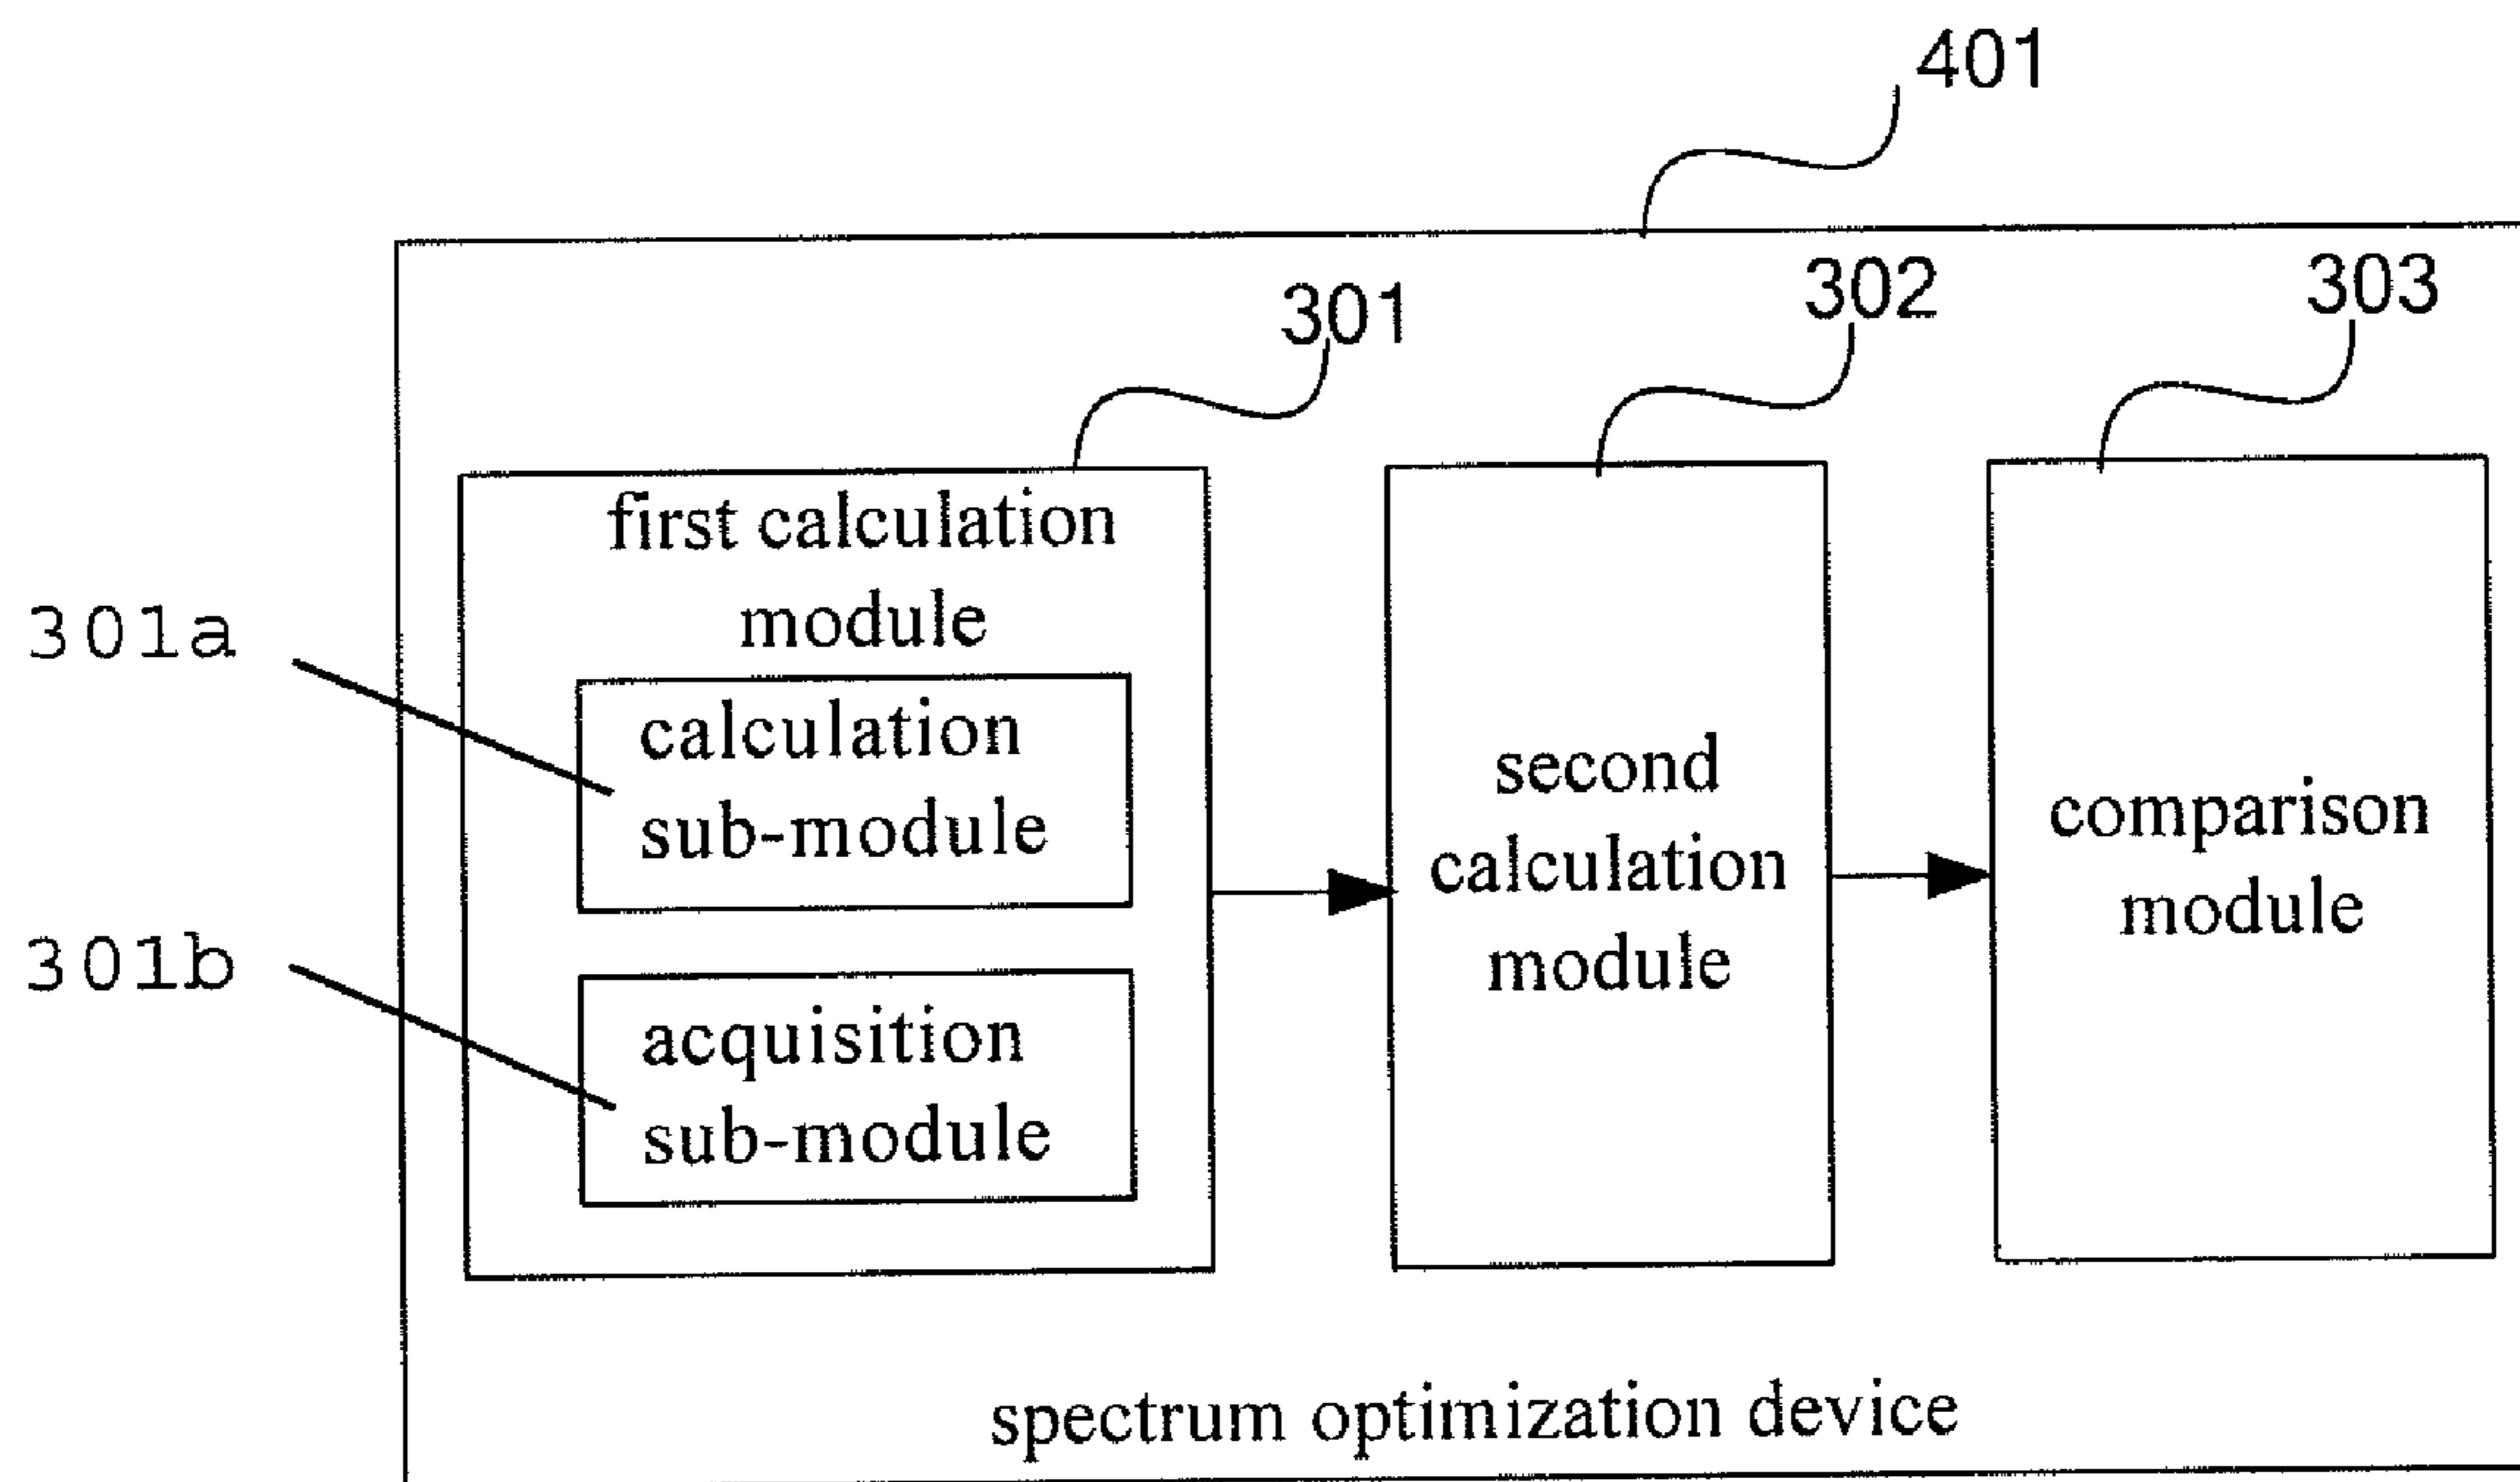 401
301
302
303
first calculation
module
301a
calculation
sub-module
301b
acquisition
sub-module
second
calculation
module
comparison
module
spectrum optimization device